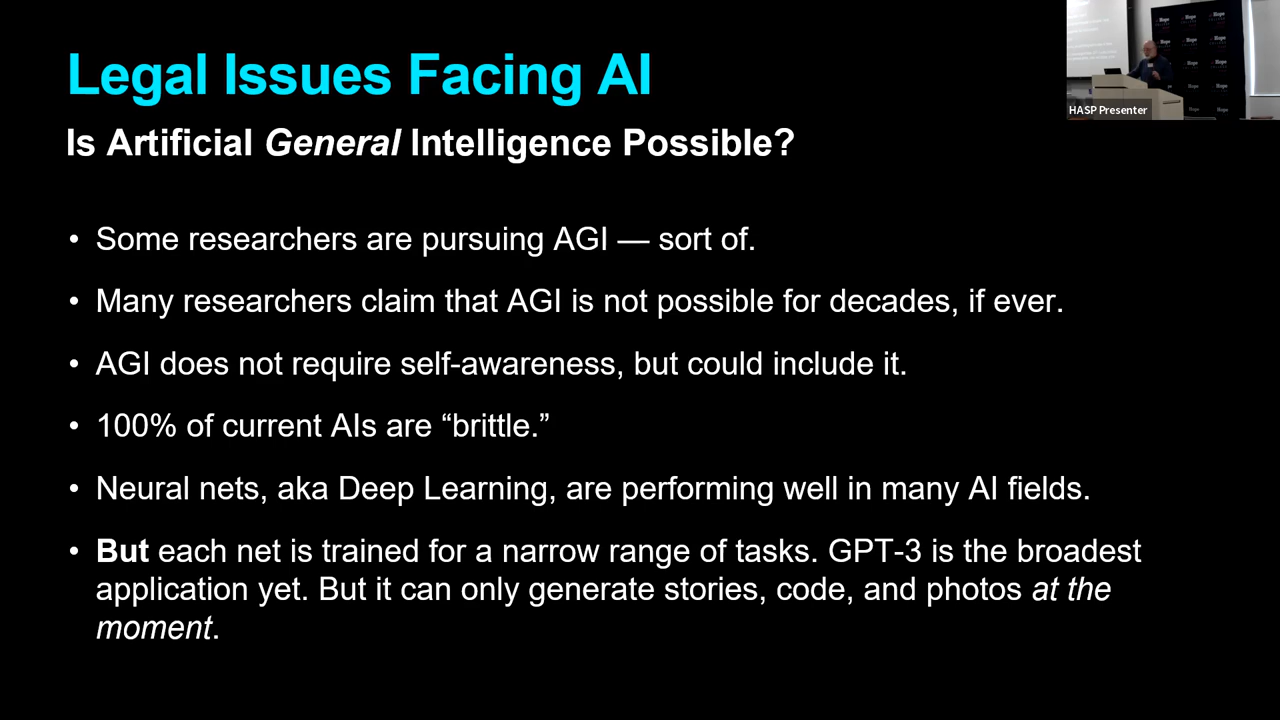 Legal Issues Facing AI
Is Artificial General Intelligence Possible?
• Some researchers are pursuing AGI — sort of.
• Many researchers claim that AGI is not possible for decades, if ever.
• AGI does not require self-awareness, but could include it.
• 100% of current AIs are “brittle.”
• Neural nets, aka Deep Learning, are performing well in many AI fields.
• But each net is trained for a narrow range of tasks. GPT-3 is the broadest
application yet. But it can only generate stories, code, and photos at the
moment.
HASP Presenter
Hope